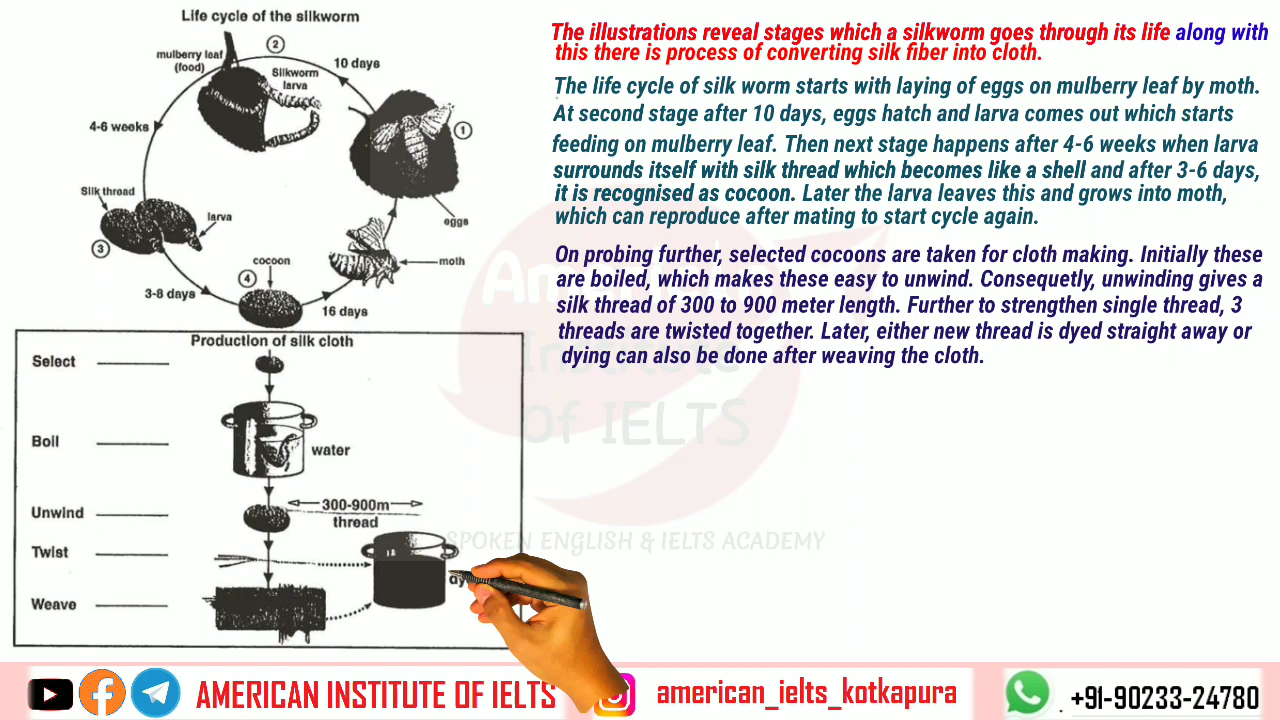 Life cycle of the silkworm
2
mulberry leaf
(food)
Silkworm
larva
10 days
1
4-6 weeks
eggs
Silk thread
larva
3
moth
cocoon
4
3-8 days
16 days
Production of silk cloth
Select
Boil
water
Unwind
300-900m
thread
Twist
Weave
The illustrations reveal stages which a silkworm goes through its life along with
this there is process of converting silk fiber into cloth.
The life cycle of silk worm starts with laying of eggs on mulberry leaf by moth.
At second stage after 10 days, eggs hatch and larva comes out which starts
feeding on mulberry leaf. Then next stage happens after 4-6 weeks when larva
surrounds itself with silk thread which becomes like a shell and after 3-6 days,
it is recognised as cocoon. Later the larva leaves this and grows into moth,
which can reproduce after mating to start cycle again.
On probing further, selected cocoons are taken for cloth making. Initially these
are boiled, which makes these easy to unwind. Consequetly, unwinding gives a
silk thread of 300 to 900 meter length. Further to strengthen single thread, 3
threads are twisted together. Later, either new thread is dyed straight away or
dying can also be done after weaving the cloth.
Institute
of IELTS
SPOKEN ENGLISH & IELTS ACADEMY
AMERICAN INSTITUTE OF IELTS
american_ielts_kotkapura
+91-90233-24780